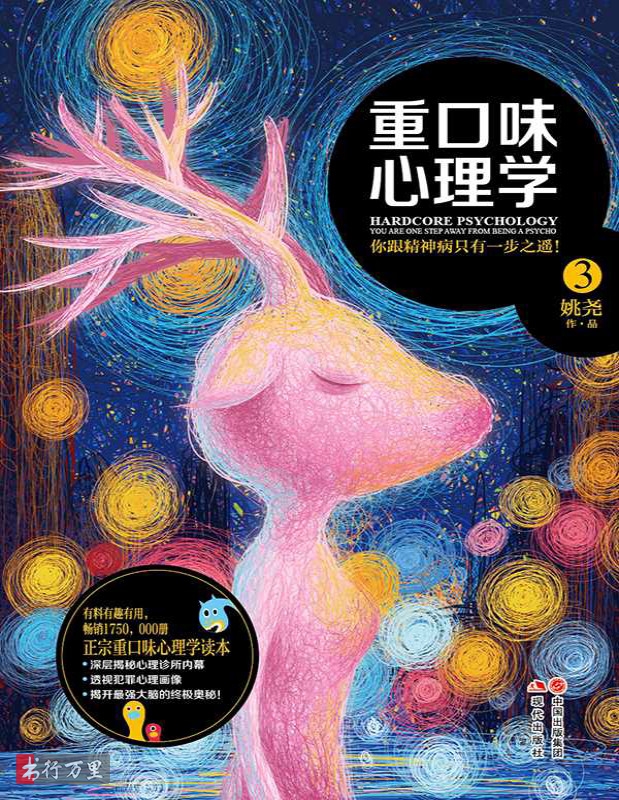 重口味
心理学
HARDCORE PSYCHOLOGY
YOU ARE ONE STEP AWAY FROM BEING A PSYCHO
你跟精神病只有一步之遥!
3
姚尧
作·品
有料有趣有用,
畅销1750,000册
正宗重口味心理学读本
·深层揭秘心理诊所内幕
·透视犯罪心理画像
·揭开最强大脑的终极奥秘!
中国出版集团
现代出版社
书行万里